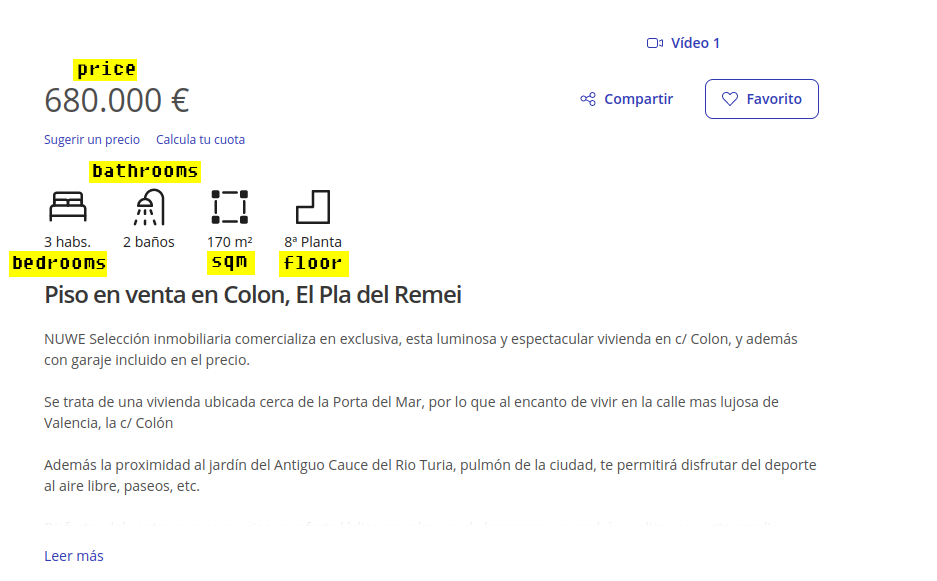 Vídeo 1
price
680.000 €
Compartir
Favorito
Sugerir un precio Calcula tu cuota
bathrooms
3 habs. 2 baños 170 m² 8ª Planta
bedrooms sqm floor
Piso en venta en Colon, El Pla del Remei
NUWE Selección inmobiliaria comercializa en exclusiva, esta luminosa y espectacular vivienda en c/ Colon, y además
con garaje incluido en el precio.
Se trata de una vivienda ubicada cerca de la Porta del Mar, por lo que al encanto de vivir en la calle mas lujosa de
Valencia, la c/ Colón
Además la proximidad al jardín del Antiguo Cauce del Rio Turia, pulmón de la ciudad, te permitirá disfrutar del deporte
al aire libre, paseos, etc.
Leer más